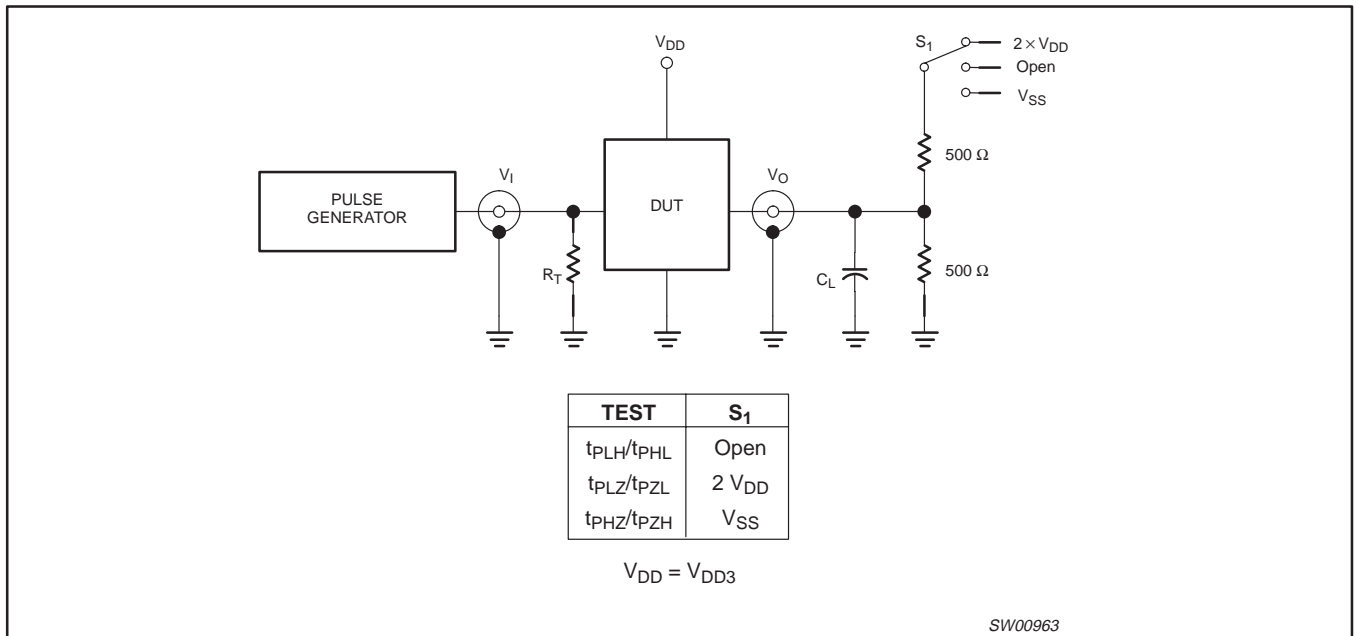 V_DD
S_1
2 × V_DD
Open
V_SS
500 Ω
PULSE
GENERATOR
V_I
DUT
V_O
R_T
C_L
500 Ω
TEST S_1
t_PLH/t_PHL Open
t_PLZ/t_PZL 2 V_DD
t_PHZ/t_PZH V_SS
V_DD = V_DD3
SW00963